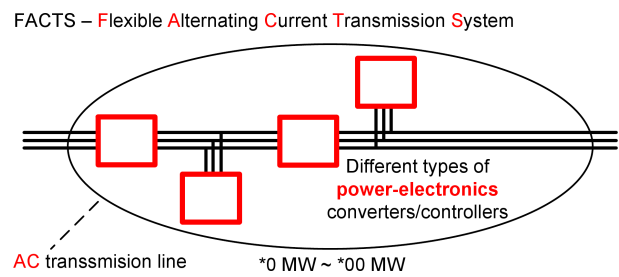 FACTS – Flexible Alternating Current Transmission System
Different types of
power-electronics
converters/controllers
AC transsmision line
*0 MW ~ *00 MW